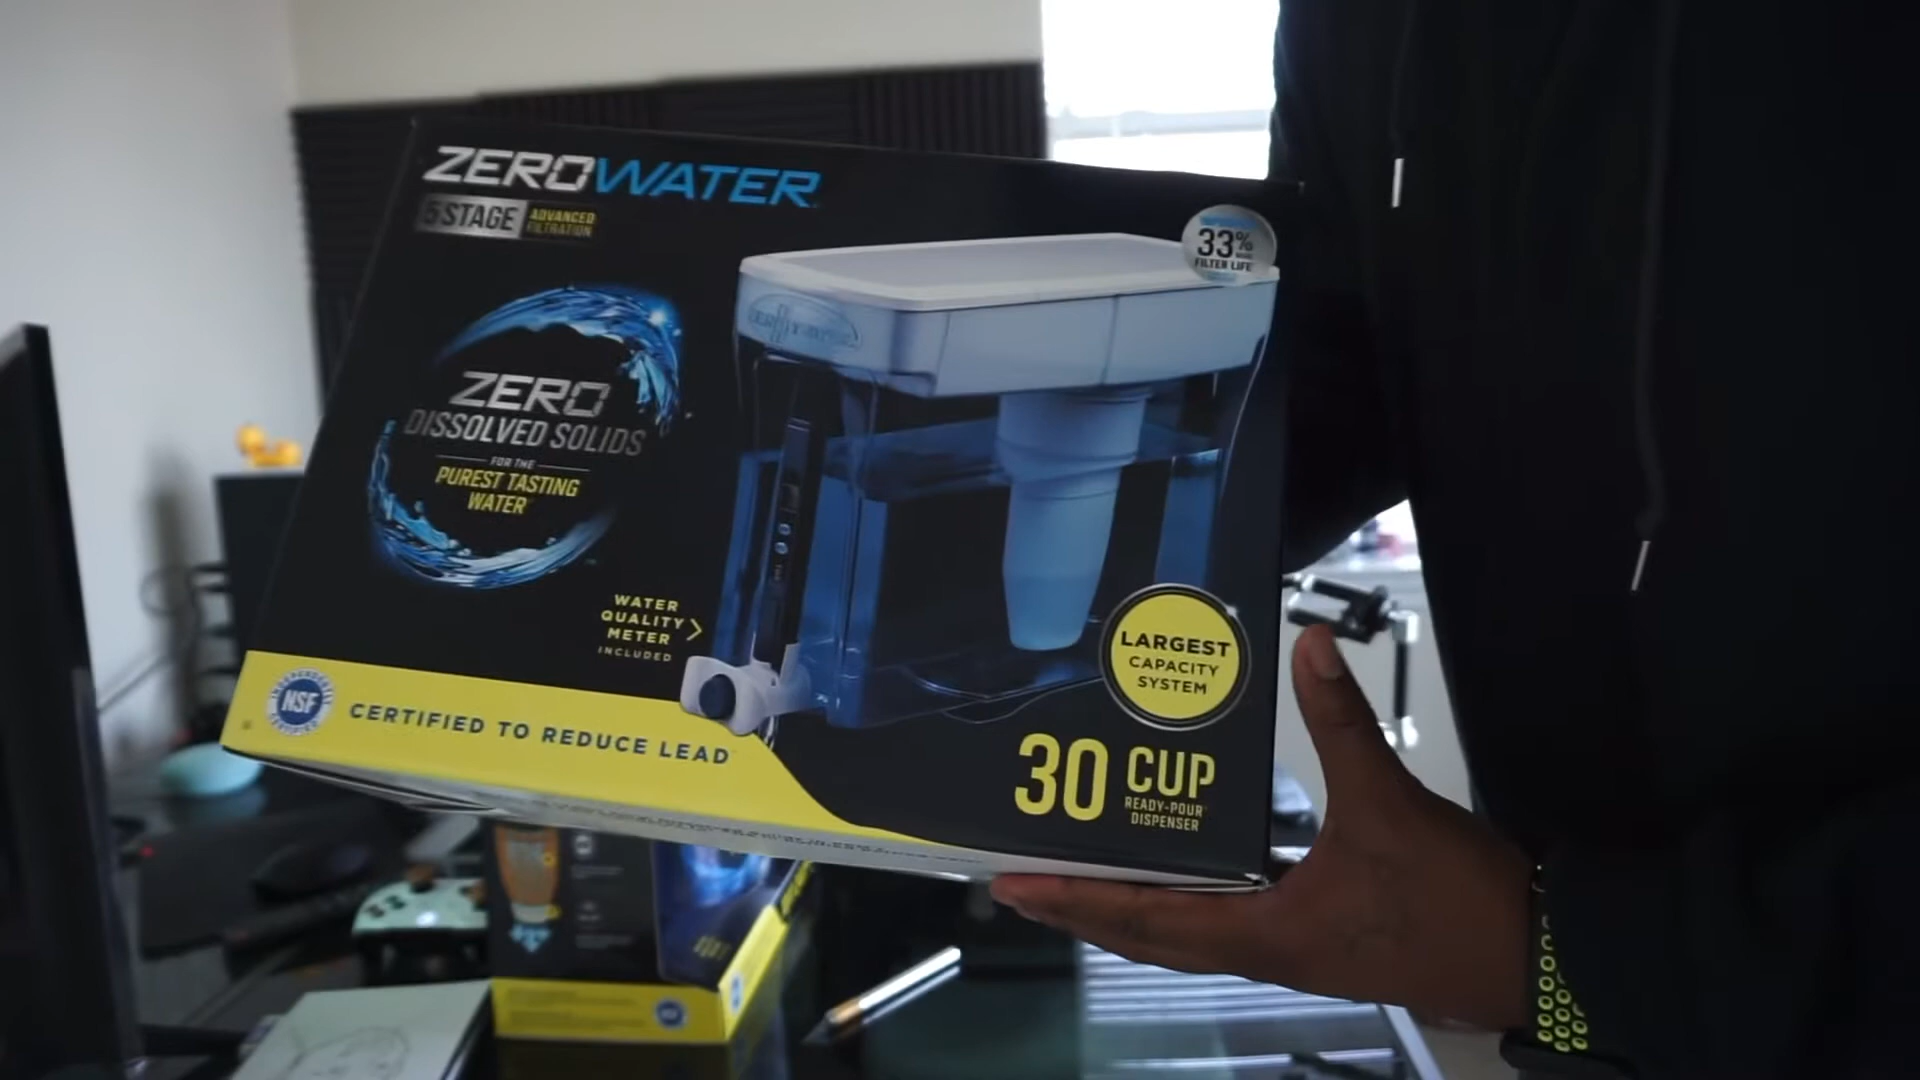 ZEROWATER
5 STAGE ADVANCED FILTRATION
33%
FILTER LIFE
ZERO
DISSOLVED SOLIDS
FOR THE
PUREST TASTING
WATER
WATER
QUALITY
METER
INCLUDED
LARGEST
CAPACITY
SYSTEM
NSF
CERTIFIED TO REDUCE LEAD
30 CUP
READY-POUR
DISPENSER